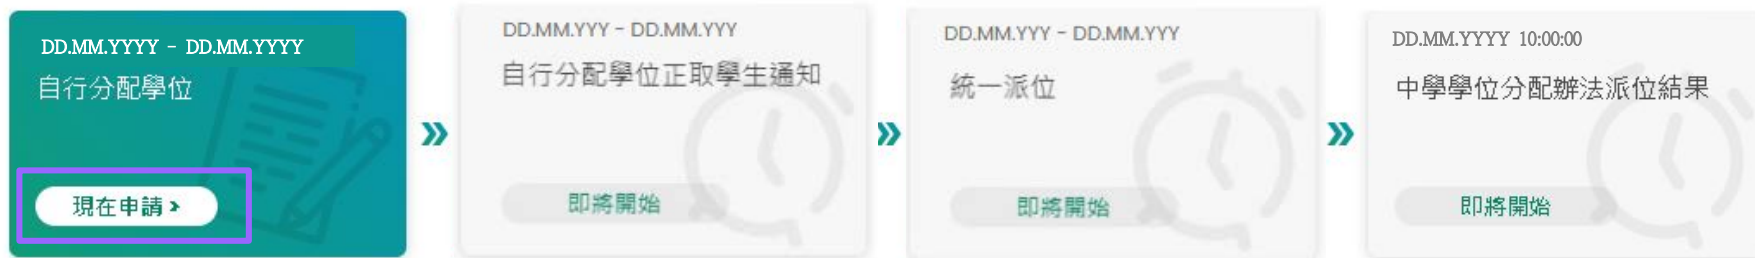 DD.MM.YYYY - DD.MM.YYYY
自行分配學位
現在申請 >
»
DD.MM.YYY - DD.MM.YYY
自行分配學位正取學生通知
即將開始
»
DD.MM.YYY - DD.MM.YYY
統一派位
即將開始
»
DD.MM.YYYY 10:00:00
中學學位分配辦法派位結果
即將開始